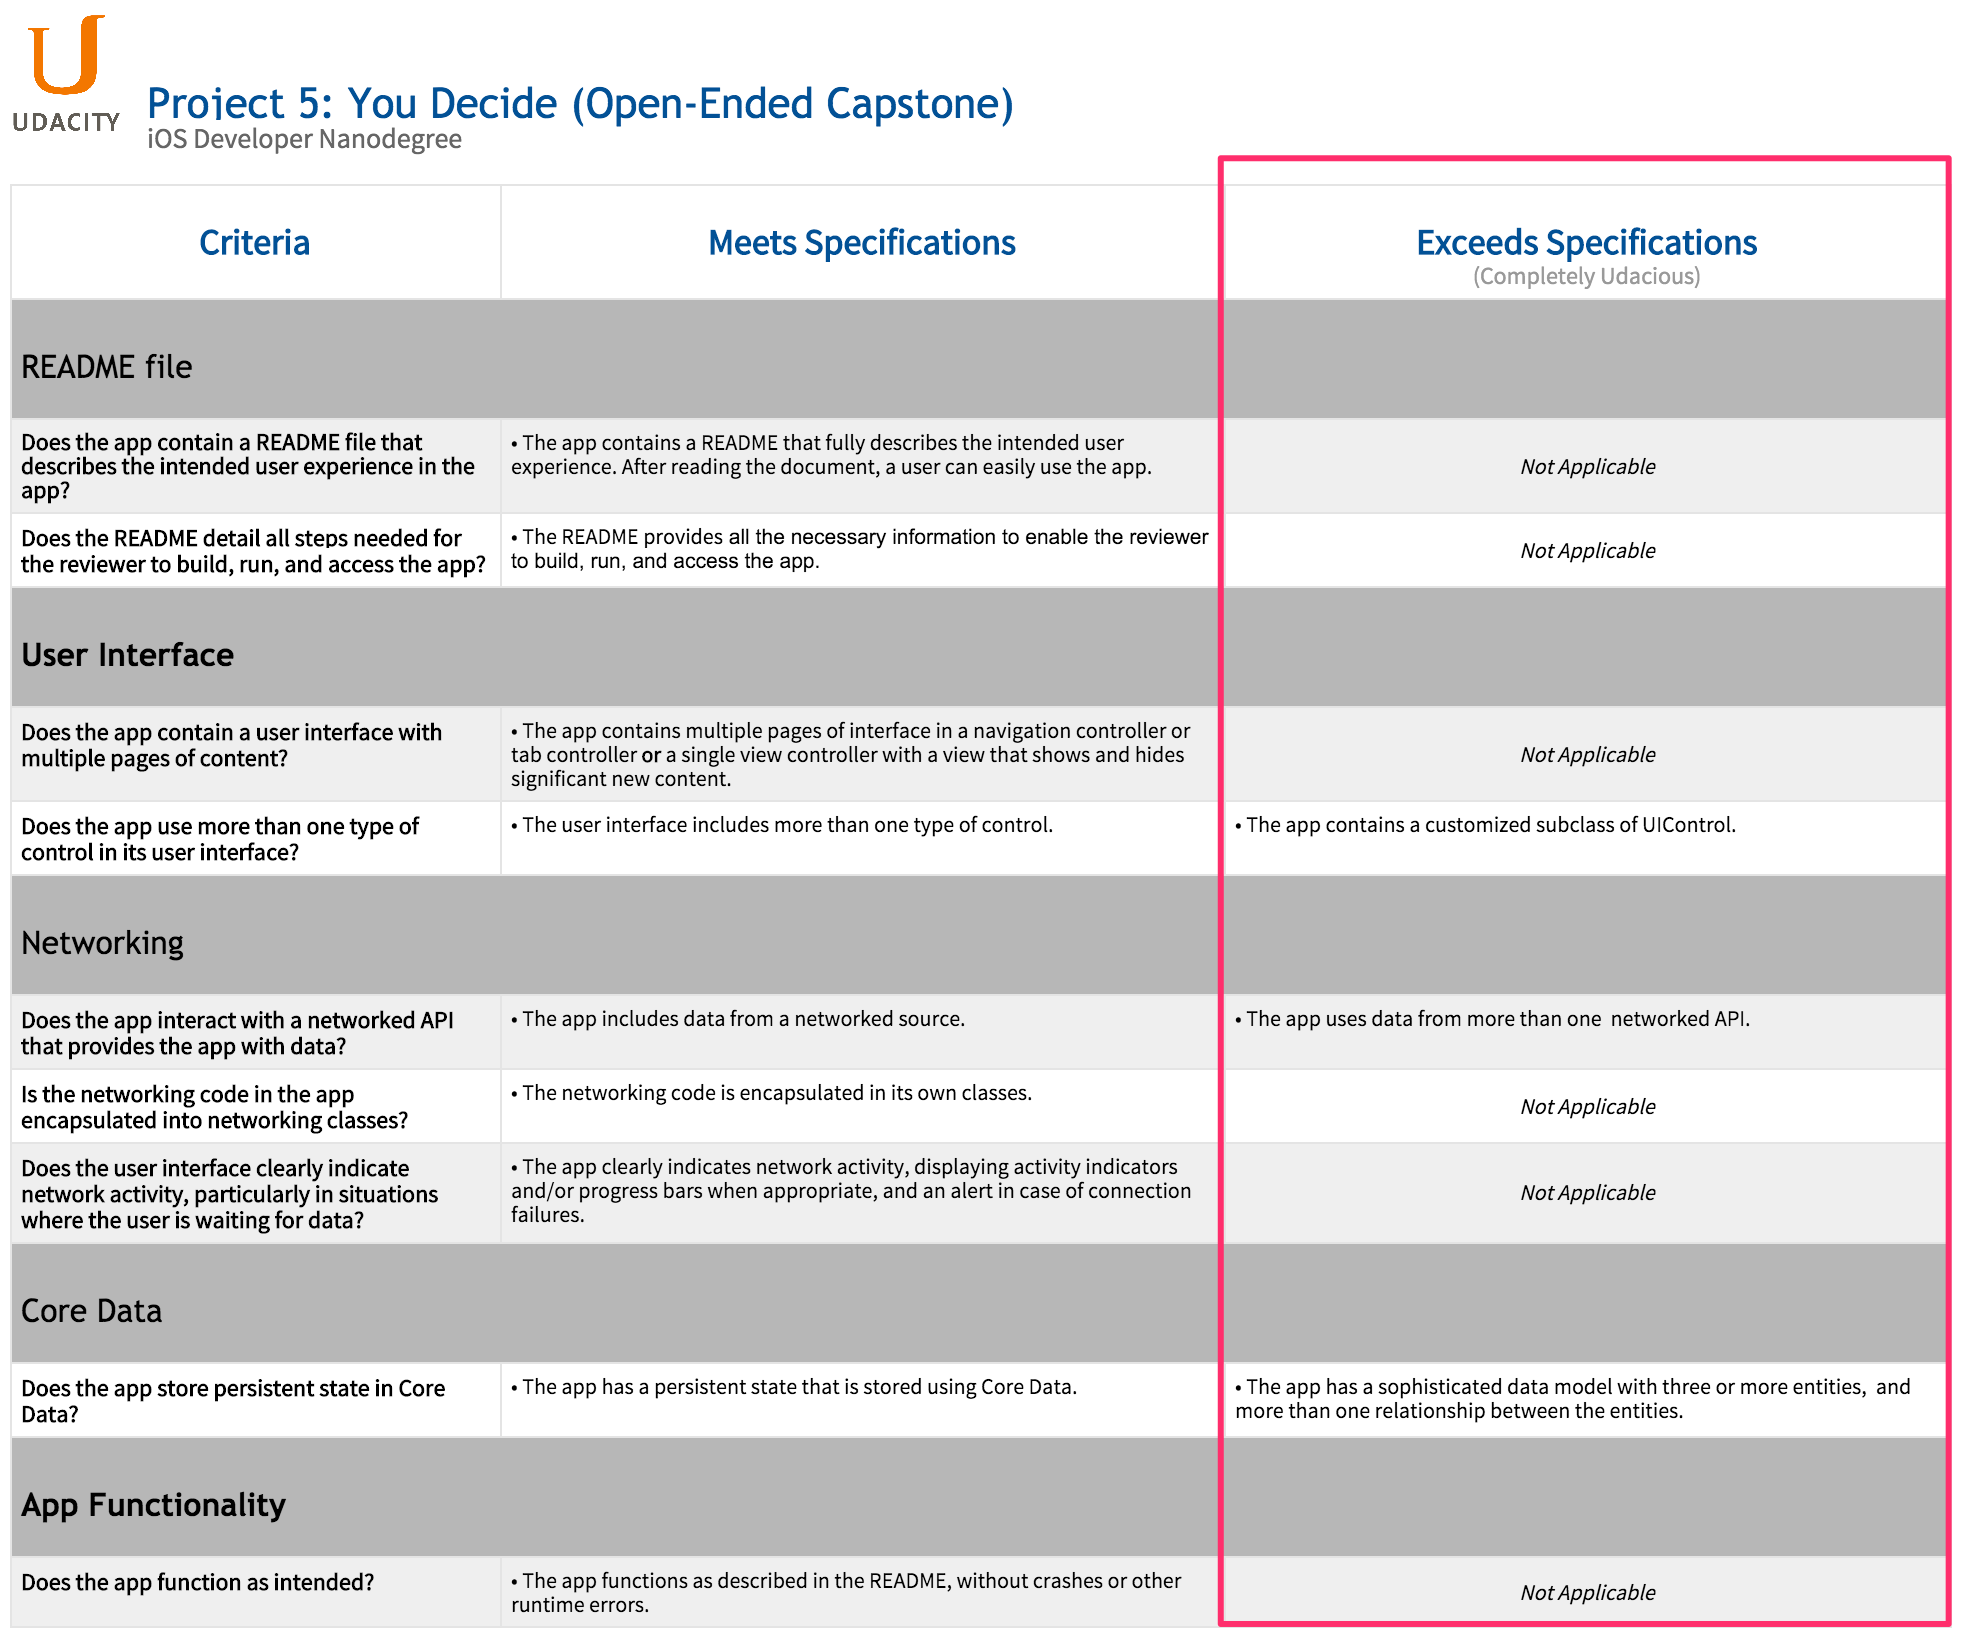 UDACITY
Project 5: You Decide (Open-Ended Capstone)
iOS Developer Nanodegree
Criteria
Meets Specifications
Exceeds Specifications
(Completely Udacious)
README file
Does the app contain a README file that
describes the intended user experience in the
app?
• The app contains a README that fully describes the intended user
experience. After reading the document, a user can easily use the app.
Not Applicable
Does the README detail all steps needed for
the reviewer to build, run, and access the app?
• The README provides all the necessary information to enable the reviewer
to build, run, and access the app.
Not Applicable
User Interface
Does the app contain a user interface with
multiple pages of content?
• The app contains multiple pages of interface in a navigation controller or
tab controller or a single view controller with a view that shows and hides
significant new content.
Not Applicable
Does the app use more than one type of
control in its user interface?
• The user interface includes more than one type of control.
• The app contains a customized subclass of UIControl.
Networking
Does the app interact with a networked API
that provides the app with data?
• The app includes data from a networked source.
• The app uses data from more than one  networked API.
Is the networking code in the app
encapsulated into networking classes?
• The networking code is encapsulated in its own classes.
Not Applicable
Does the user interface clearly indicate
network activity, particularly in situations
where the user is waiting for data?
• The app clearly indicates network activity, displaying activity indicators
and/or progress bars when appropriate, and an alert in case of connection
failures.
Not Applicable
Core Data
Does the app store persistent state in Core
Data?
• The app has a persistent state that is stored using Core Data.
• The app has a sophisticated data model with three or more entities,  and
more than one relationship between the entities.
App Functionality
Does the app function as intended?
• The app functions as described in the README, without crashes or other
runtime errors.
Not Applicable